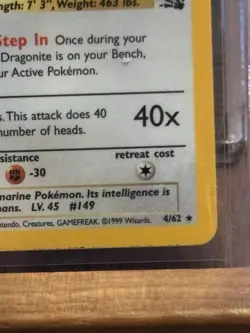 ngth: 7' 3", Weight: 463 lbs.
Step In Once during your
Dragonite is on your Bench,
ur Active Pokémon.
s. This attack does 40
number of heads.
40x
sistance
retreat cost
-30
marine Pokémon. Its intelligence is
mans. LV. 45 #149
ntendo, Creatures, GAMEFREAK. ©1999 Wizards. 4/62 ★